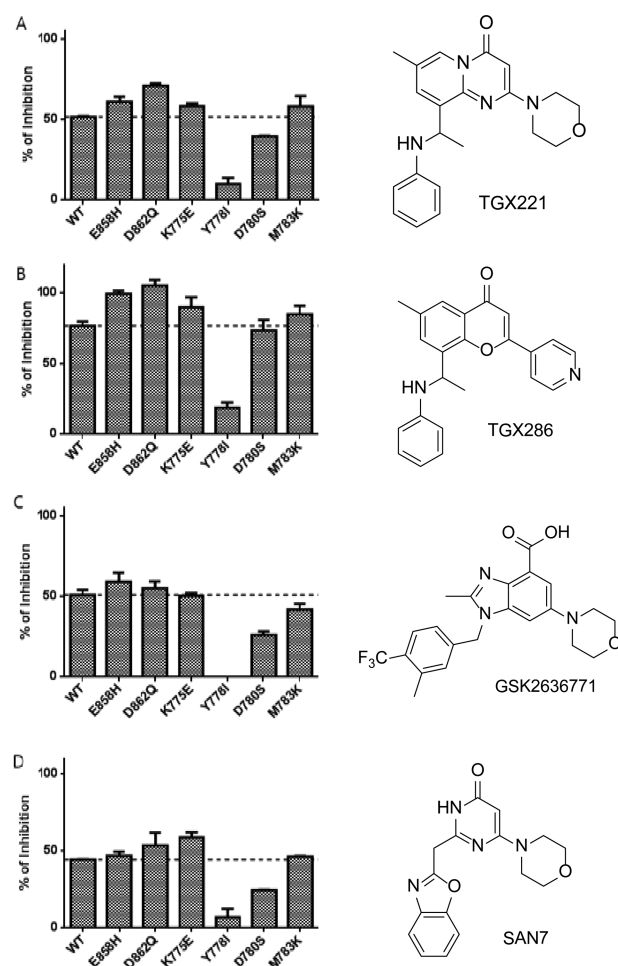 A
100
50
0
% of Inhibition
WT
E858H
D862Q
K775E
Y778I
D780S
M783K
O
N
N
N
O
HN
TGX221
B
100
50
0
% of Inhibition
WT
E858H
D862Q
K775E
Y778I
D780S
M783K
O
O
N
HN
TGX286
C
100
50
0
% of Inhibition
WT
E858H
D862Q
K775E
Y778I
D780S
M783K
O
OH
N
N
N
O
F3C
GSK2636771
D
100
50
0
% of Inhibition
WT
E858H
D862Q
K775E
Y778I
D780S
M783K
O
HN
N
N
O
N
O
SAN7